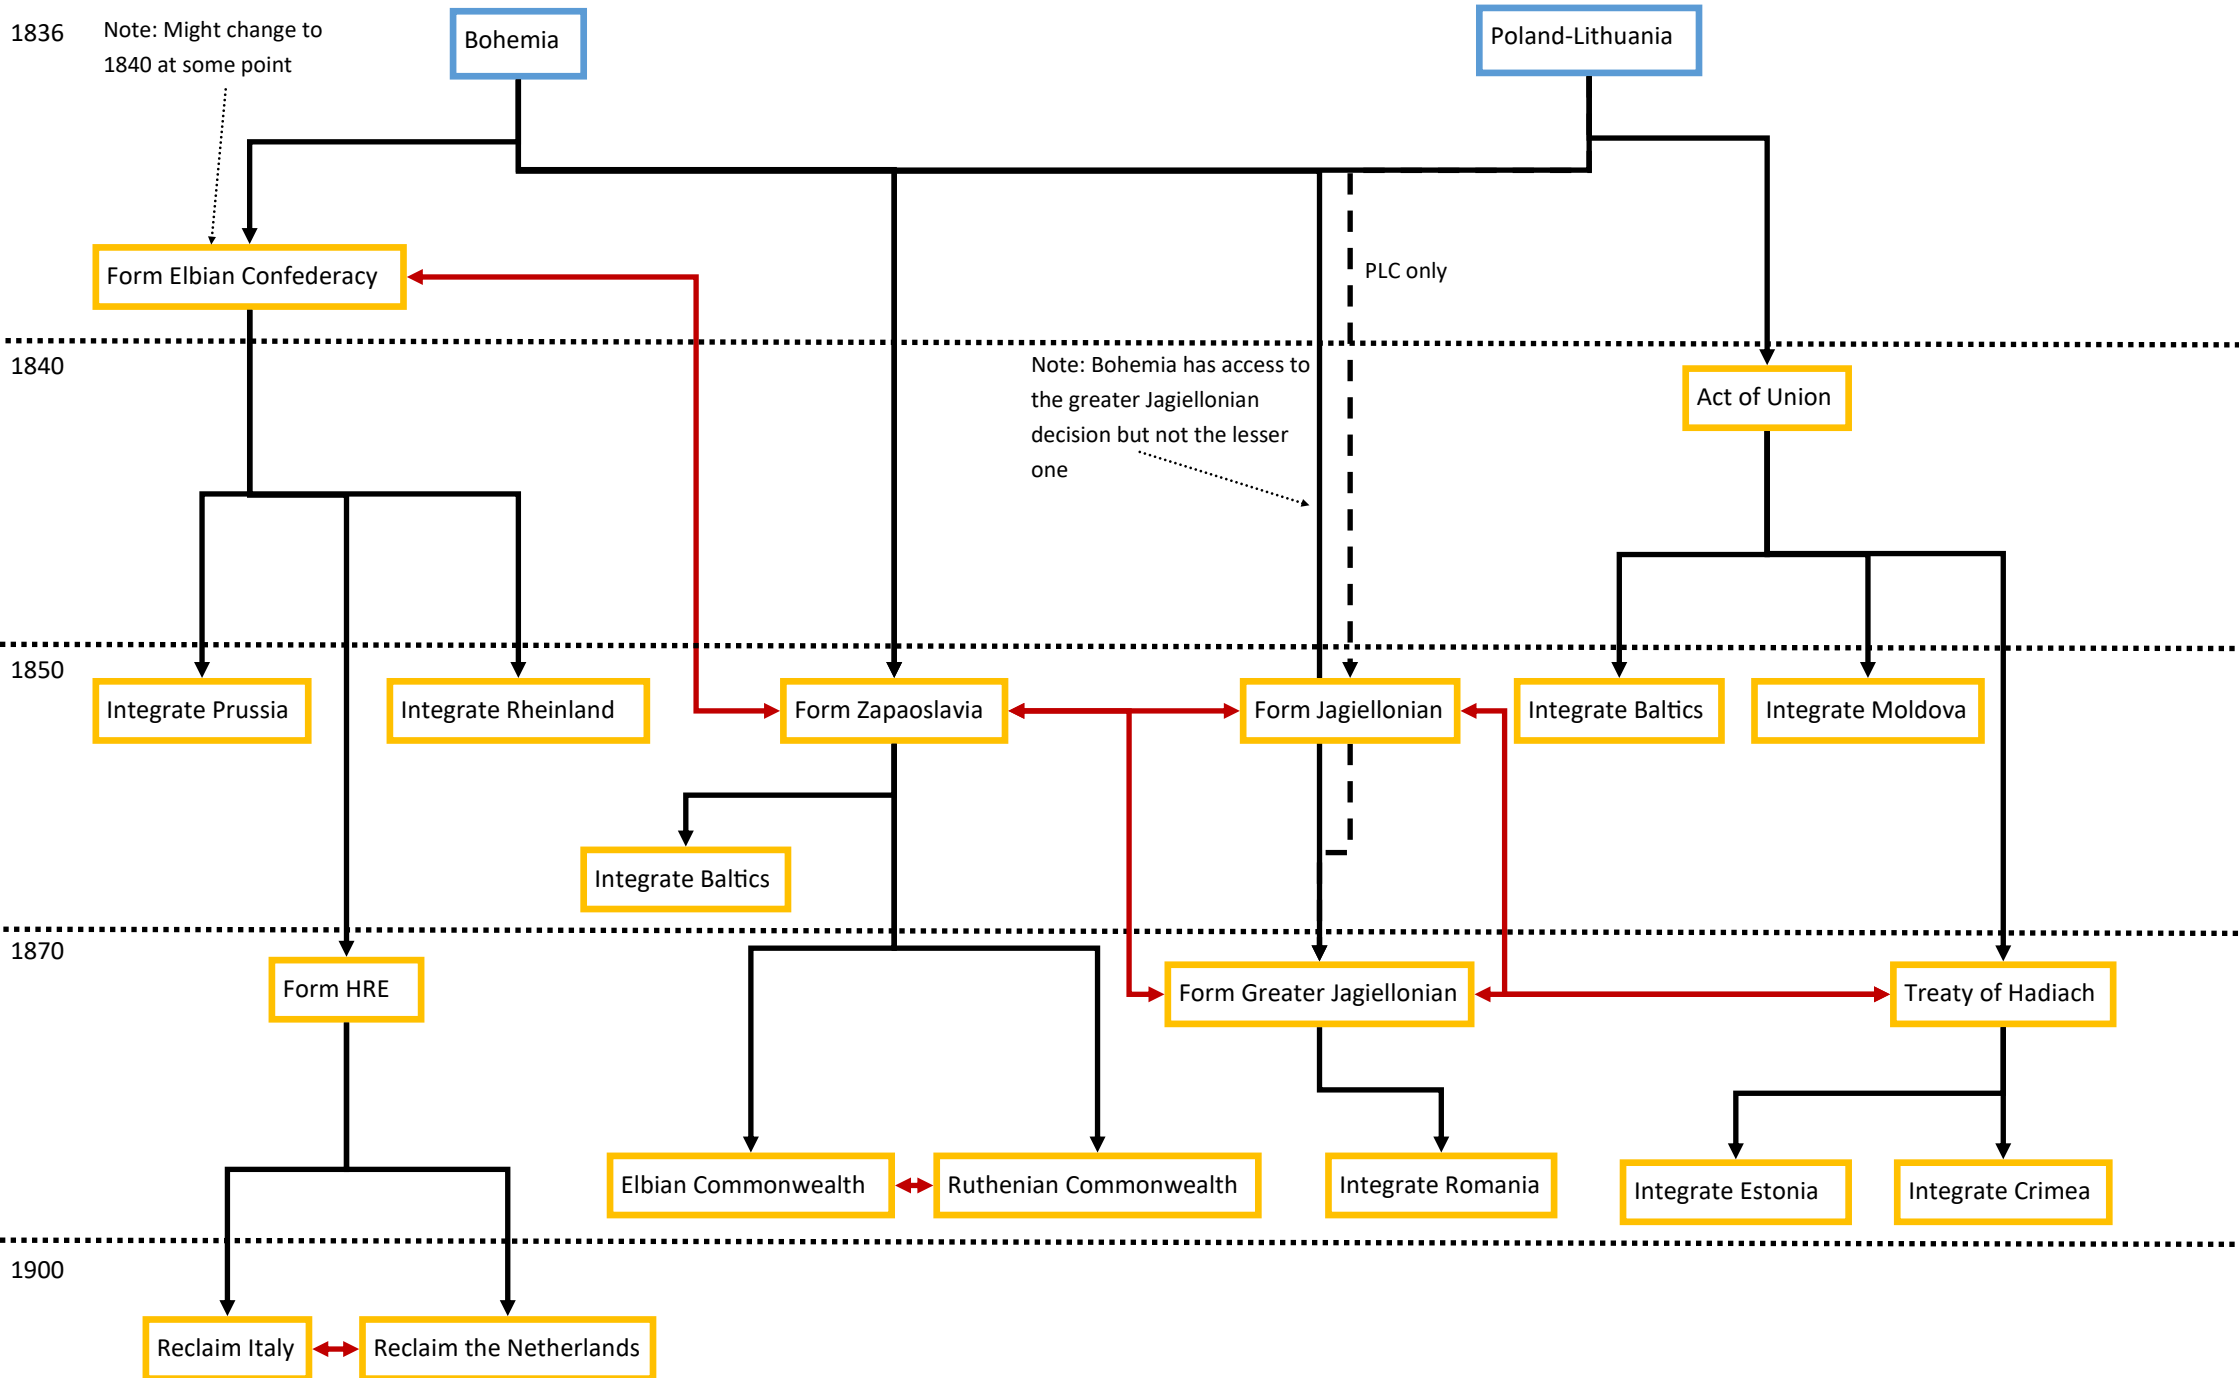 1836
Note: Might change to
1840 at some point
Bohemia
Poland-Lithuania
Form Elbian Confederacy
PLC only
1840
Note: Bohemia has access to
the greater Jagiellonian
decision but not the lesser
one
Act of Union
1850
Integrate Prussia
Integrate Rheinland
Form Zapaoslavia
Form Jagiellonian
Integrate Baltics
Integrate Moldova
Integrate Baltics
1870
Form HRE
Form Greater Jagiellonian
Treaty of Hadiach
Elbian Commonwealth
Ruthenian Commonwealth
Integrate Romania
Integrate Estonia
Integrate Crimea
1900
Reclaim Italy
Reclaim the Netherlands